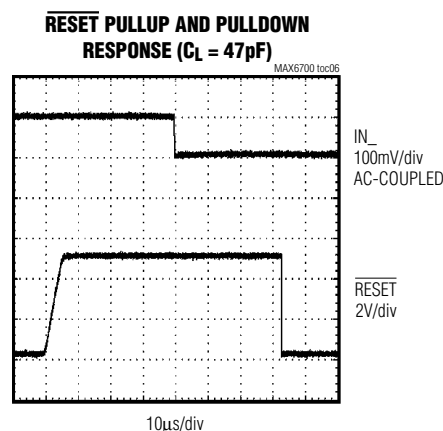 RESET PULLUP AND PULLDOWN
RESPONSE (CL = 47pF)
MAX6700 toc06
IN_
100mV/div
AC-COUPLED
RESET
2V/div
10μs/div